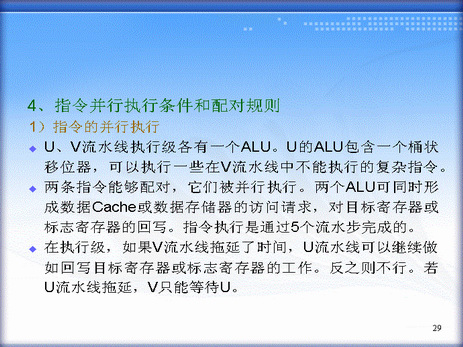 4、指令并行执行条件和配对规则
1）指令的并行执行
U、V流水线执行级各有一个ALU。U的ALU包含一个桶状
移位器，可以执行一些在V流水线中不能执行的复杂指令。
两条指令能够配对，它们被并行执行。两个ALU可同时形
成数据Cache或数据存储器的访问请求，对目标寄存器或
标志寄存器的回写。指令执行是通过5个流水步完成的。
在执行级，如果V流水线拖延了时间，U流水线可以继续做
如回写目标寄存器或标志寄存器的工作。反之则不行。若
U流水线拖延，V只能等待U。
29